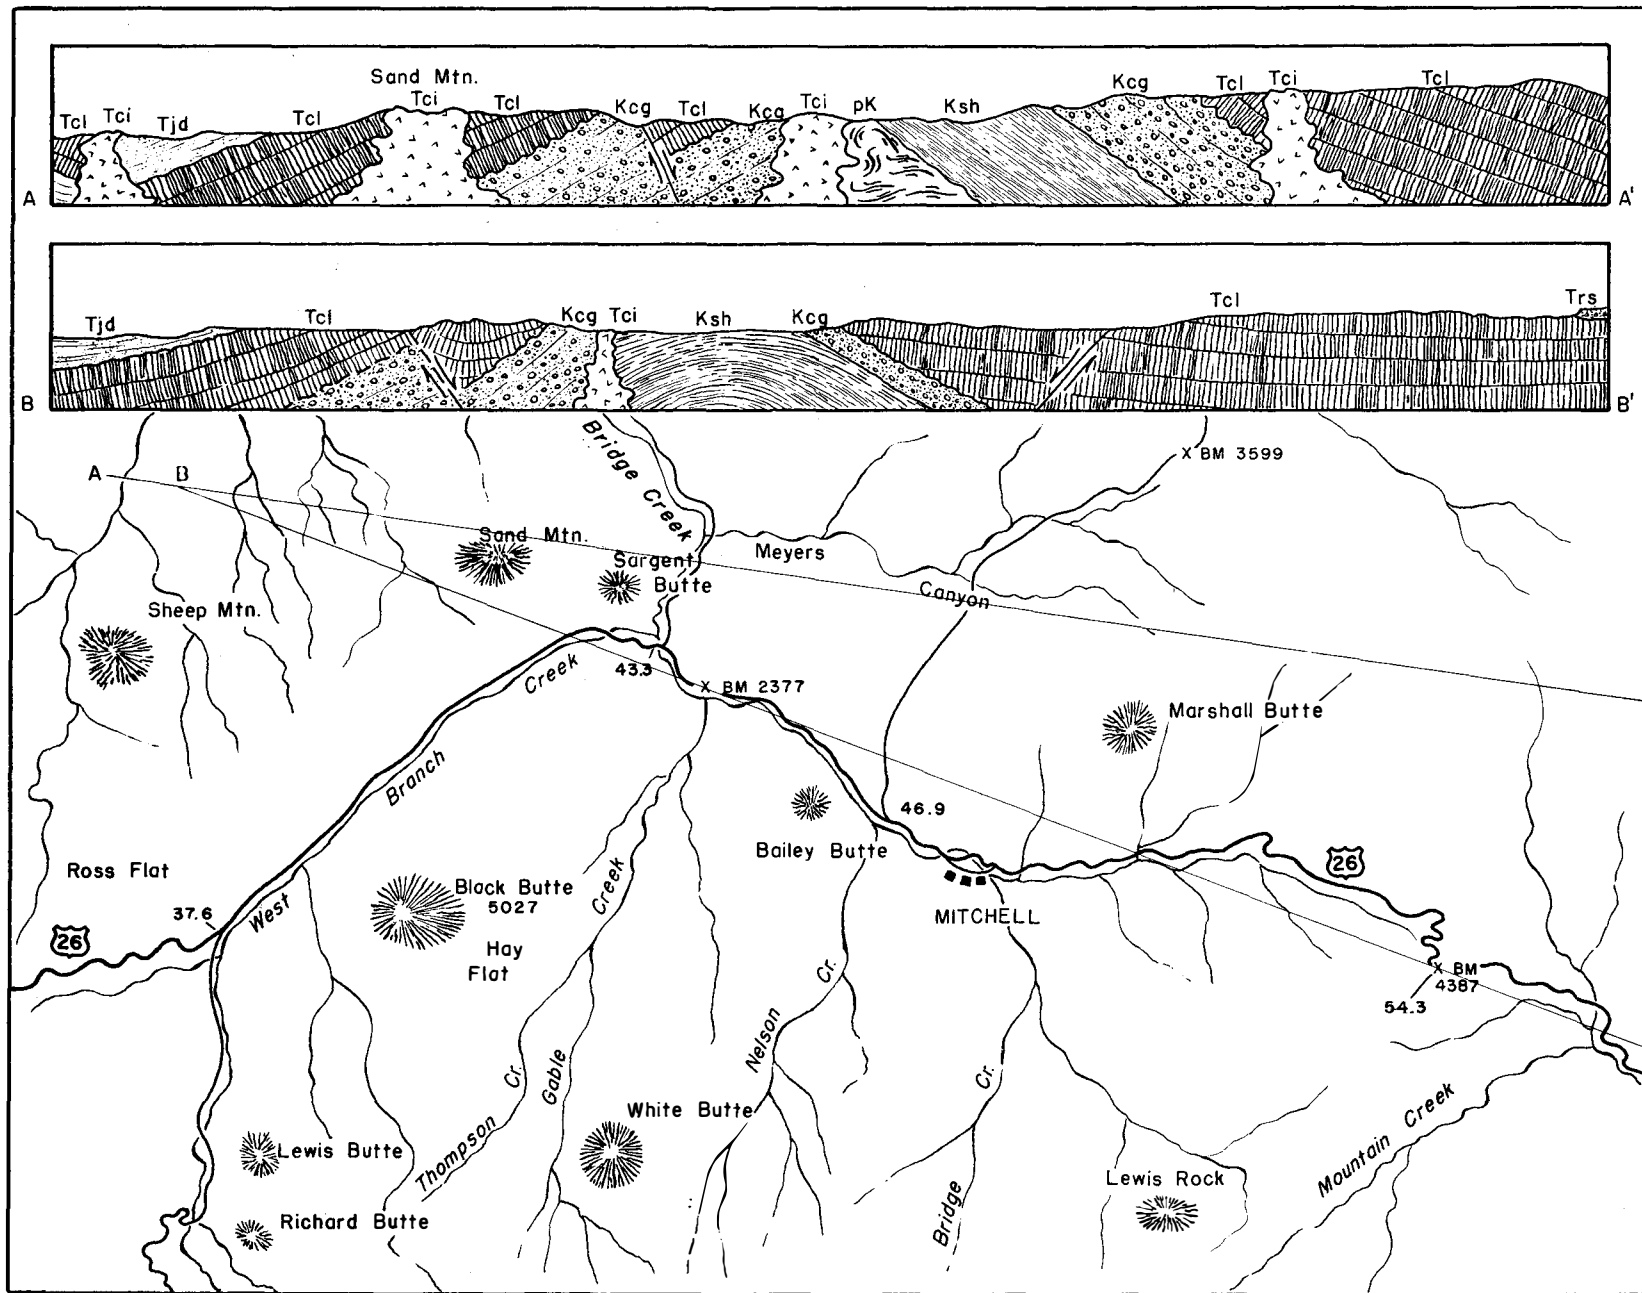 Sand Mtn.
Tcl Tci Tjd Tcl Tci Tcl Kcg Tcl Kcg Tci pK Ksh Kcg Tcl Tci Tcl
A A'
Tjd Tcl Kcg Tci Ksh Kcg Tcl Trs
B B'
Bridge Creek
X BM 3599
A B
Sand Mtn.
Meyers
Canyon
Sargent
Butte
Sheep Mtn.
43.3
X BM 2377
Creek
Branch
West
Marshall Butte
46.9
Bailey Butte
26
Ross Flat
37.6
26
Black Butte
5027
Hay
Flat
Creek
MITCHELL
X BM
4387
54.3
Cr.
Nelson
Cr.
Gable
Thompson
Cr.
Bridge
White Butte
Lewis Butte
Richard Butte
Lewis Rock
Mountain Creek